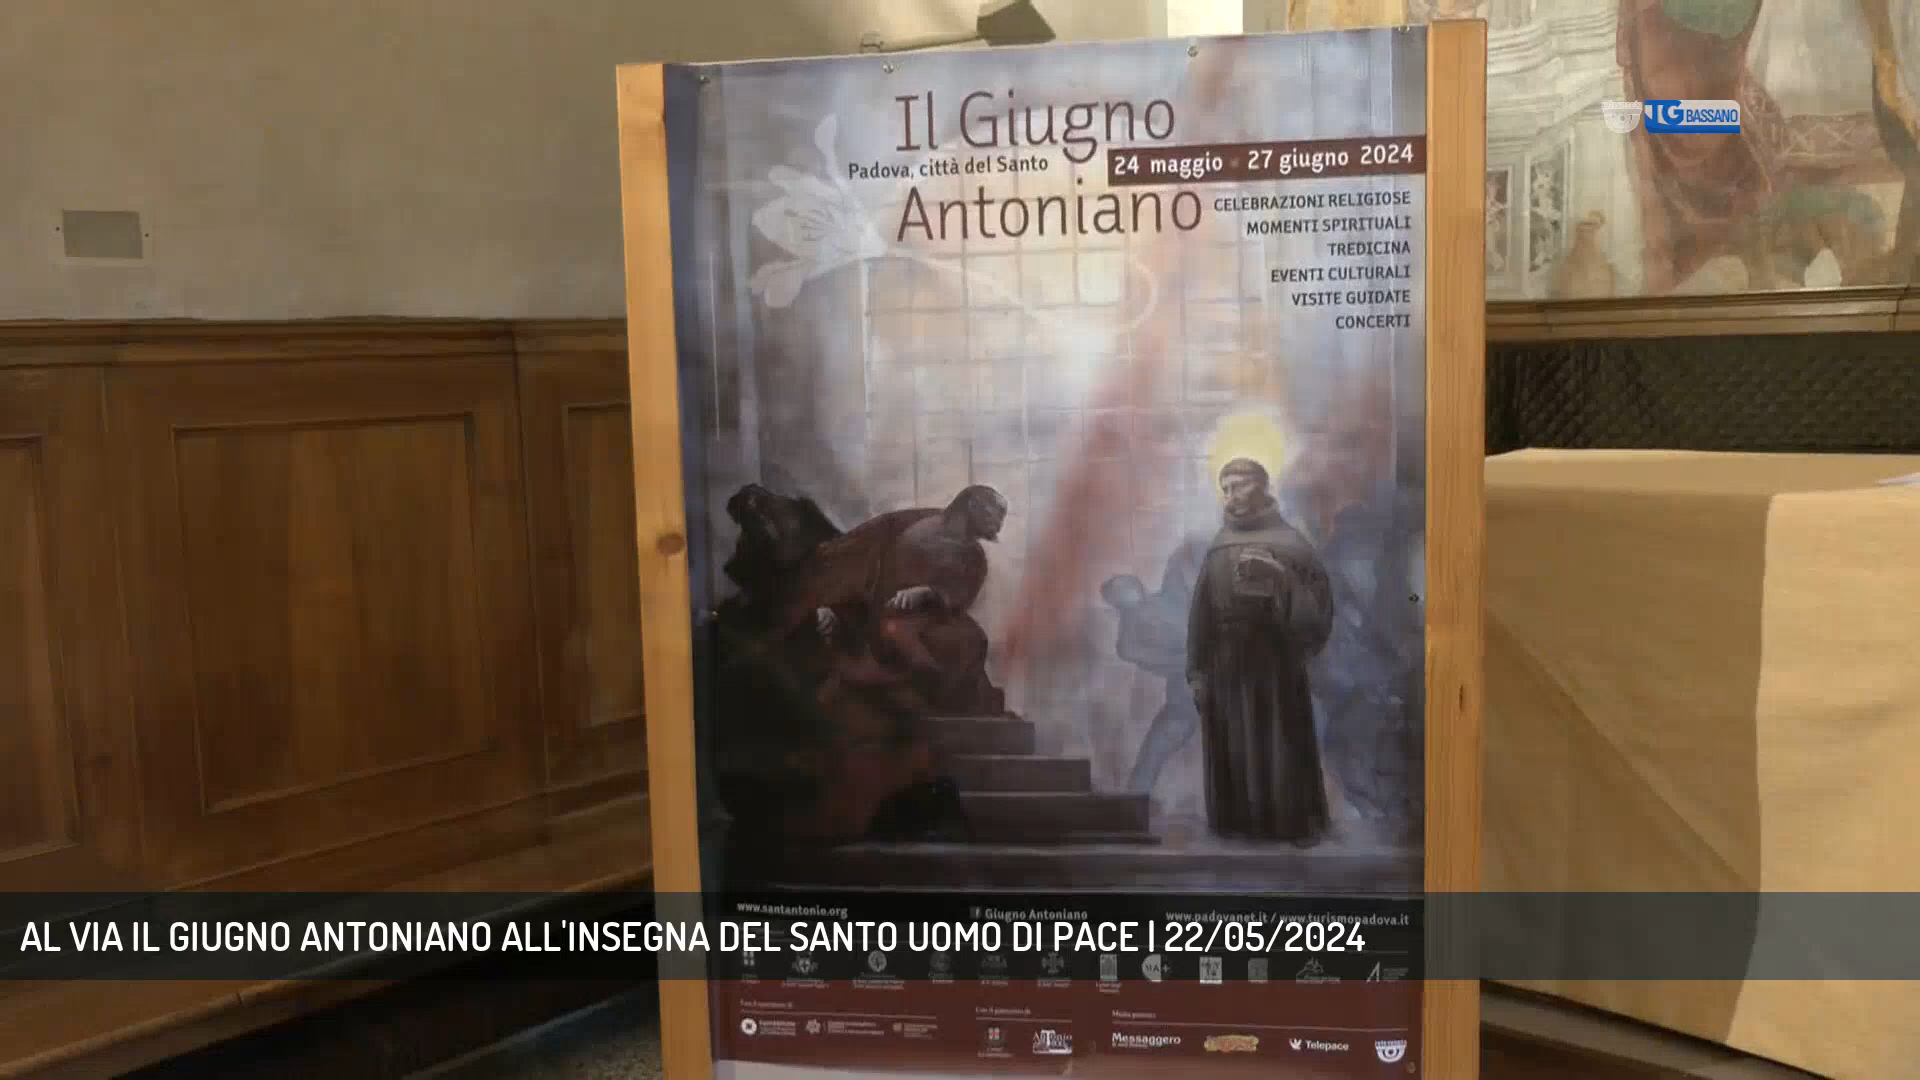 Il Giugno
Padova, città del Santo
24 maggio - 27 giugno 2024
Antoniano
CELEBRAZIONI RELIGIOSE
MOMENTI SPIRITUALI
TREDICINA
EVENTI CULTURALI
VISITE GUIDATE
CONCERTI
TG BASSANO
www.santantonio.org
f Giugno Antoniano
www.padovanet.it / www.turismopadova.it
AL VIA IL GIUGNO ANTONIANO ALL'INSEGNA DEL SANTO UOMO DI PACE | 22/05/2024
Messaggero
Telepace